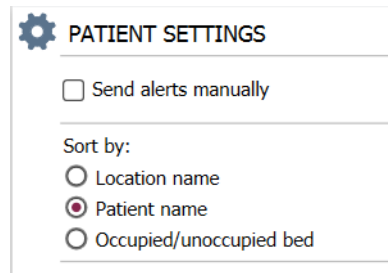 PATIENT SETTINGS
Send alerts manually
Sort by:
Location name
Patient name
Occupied/unoccupied bed